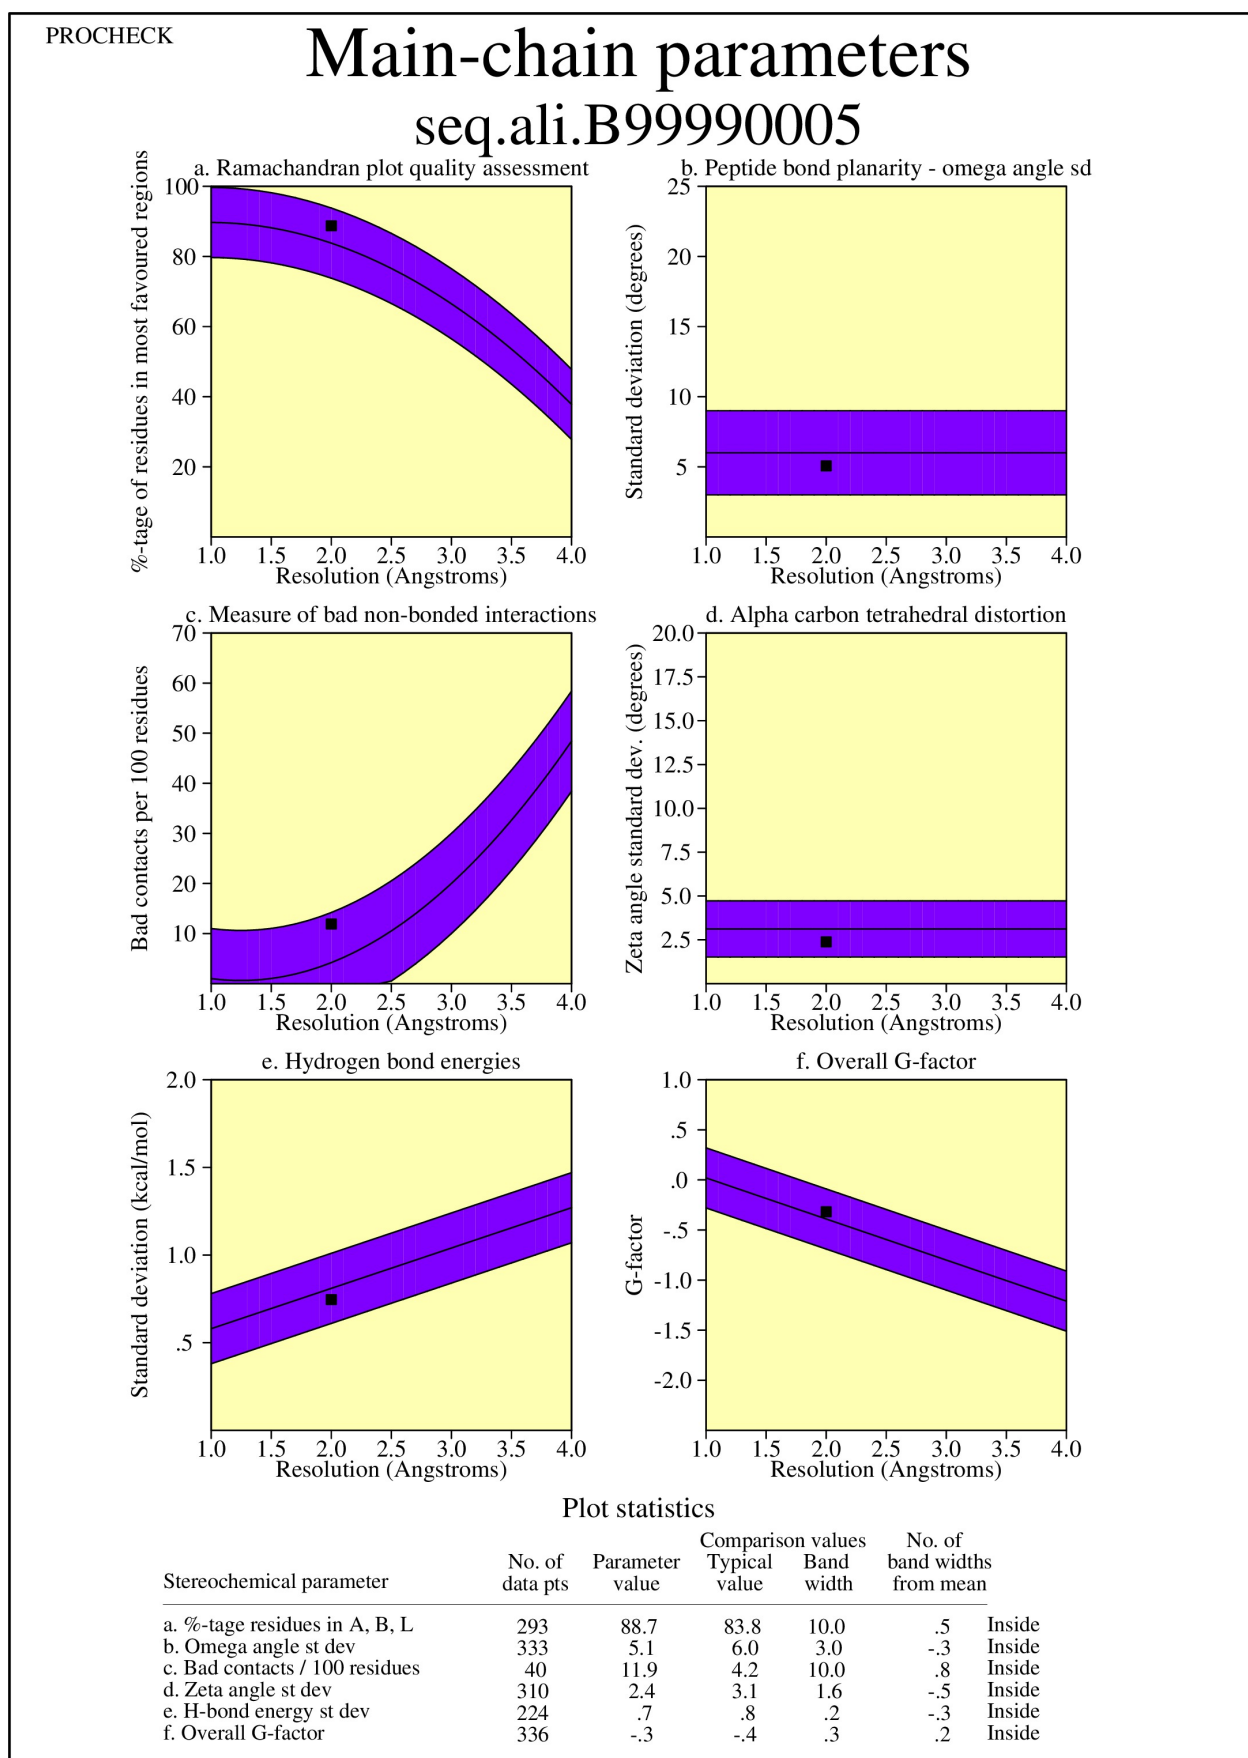 PROCHECK
Main-chain parameters
seq.ali.B99990005
a. Ramachandran plot quality assessment
%-tage of residues in most favoured regions
100
80
60
40
20
1.0 1.5 2.0 2.5 3.0 3.5 4.0
Resolution (Angstroms)
b. Peptide bond planarity - omega angle sd
Standard deviation (degrees)
25
20
15
10
5
1.0 1.5 2.0 2.5 3.0 3.5 4.0
Resolution (Angstroms)
c. Measure of bad non-bonded interactions
Bad contacts per 100 residues
70
60
50
40
30
20
10
1.0 1.5 2.0 2.5 3.0 3.5 4.0
Resolution (Angstroms)
d. Alpha carbon tetrahedral distortion
Zeta angle standard dev. (degrees)
20.0
17.5
15.0
12.5
10.0
7.5
5.0
2.5
1.0 1.5 2.0 2.5 3.0 3.5 4.0
Resolution (Angstroms)
e. Hydrogen bond energies
Standard deviation (kcal/mol)
2.0
1.5
1.0
.5
1.0 1.5 2.0 2.5 3.0 3.5 4.0
Resolution (Angstroms)
f. Overall G-factor
G-factor
1.0
.5
.0
-.5
-1.0
-1.5
-2.0
1.0 1.5 2.0 2.5 3.0 3.5 4.0
Resolution (Angstroms)
Plot statistics
Comparison values No. of
No. of Parameter Typical Band band widths
Stereochemical parameter data pts value value width from mean
a. %-tage residues in A, B, L 293 88.7 83.8 10.0 .5 Inside
b. Omega angle st dev 333 5.1 6.0 3.0 -.3 Inside
c. Bad contacts / 100 residues 40 11.9 4.2 10.0 .8 Inside
d. Zeta angle st dev 310 2.4 3.1 1.6 -.5 Inside
e. H-bond energy st dev 224 .7 .8 .2 -.3 Inside
f. Overall G-factor 336 -.3 -.4 .3 .2 Inside